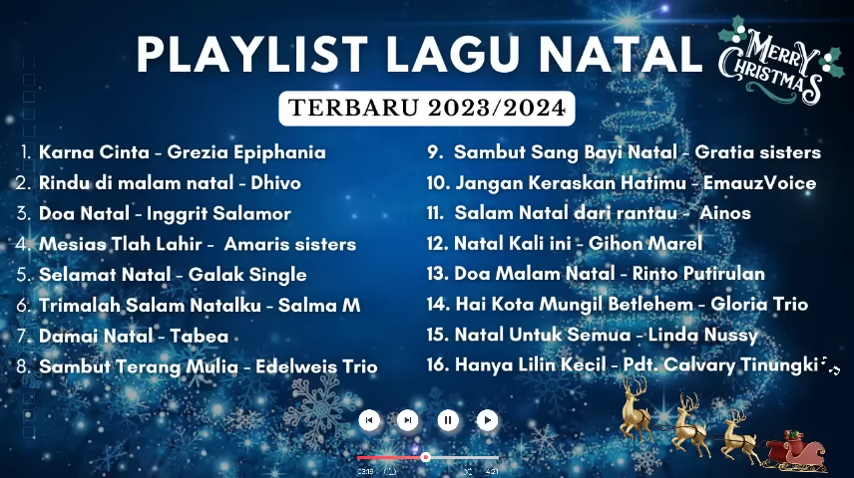 PLAYLIST LAGU NATAL
MERRY CHRISTMAS
TERBARU 2023/2024
1. Karna Cinta - Grezia Epiphania
2. Rindu di malam natal - Dhivo
3. Doa Natal - Inggrit Salamor
4. Mesias Tlah Lahir - Amaris sisters
5. Selamat Natal - Galak Single
6. Trimalah Salam Natalku - Salma M
7. Damai Natal - Tabea
8. Sambut Terang Mulia - Edelweis Trio
9. Sambut Sang Bayi Natal - Gratia sisters
10. Jangan Keraskan Hatimu - EmauzVoice
11. Salam Natal dari rantau - Ainos
12. Natal Kali ini - Gihon Marel
13. Doa Malam Natal - Rinto Putirulan
14. Hai Kota Mungil Betlehem - Gloria Trio
15. Natal Untuk Semua - Linda Nussy
16. Hanya Lilin Kecil - Pdt. Calvary Tinungki
03:19 4:21